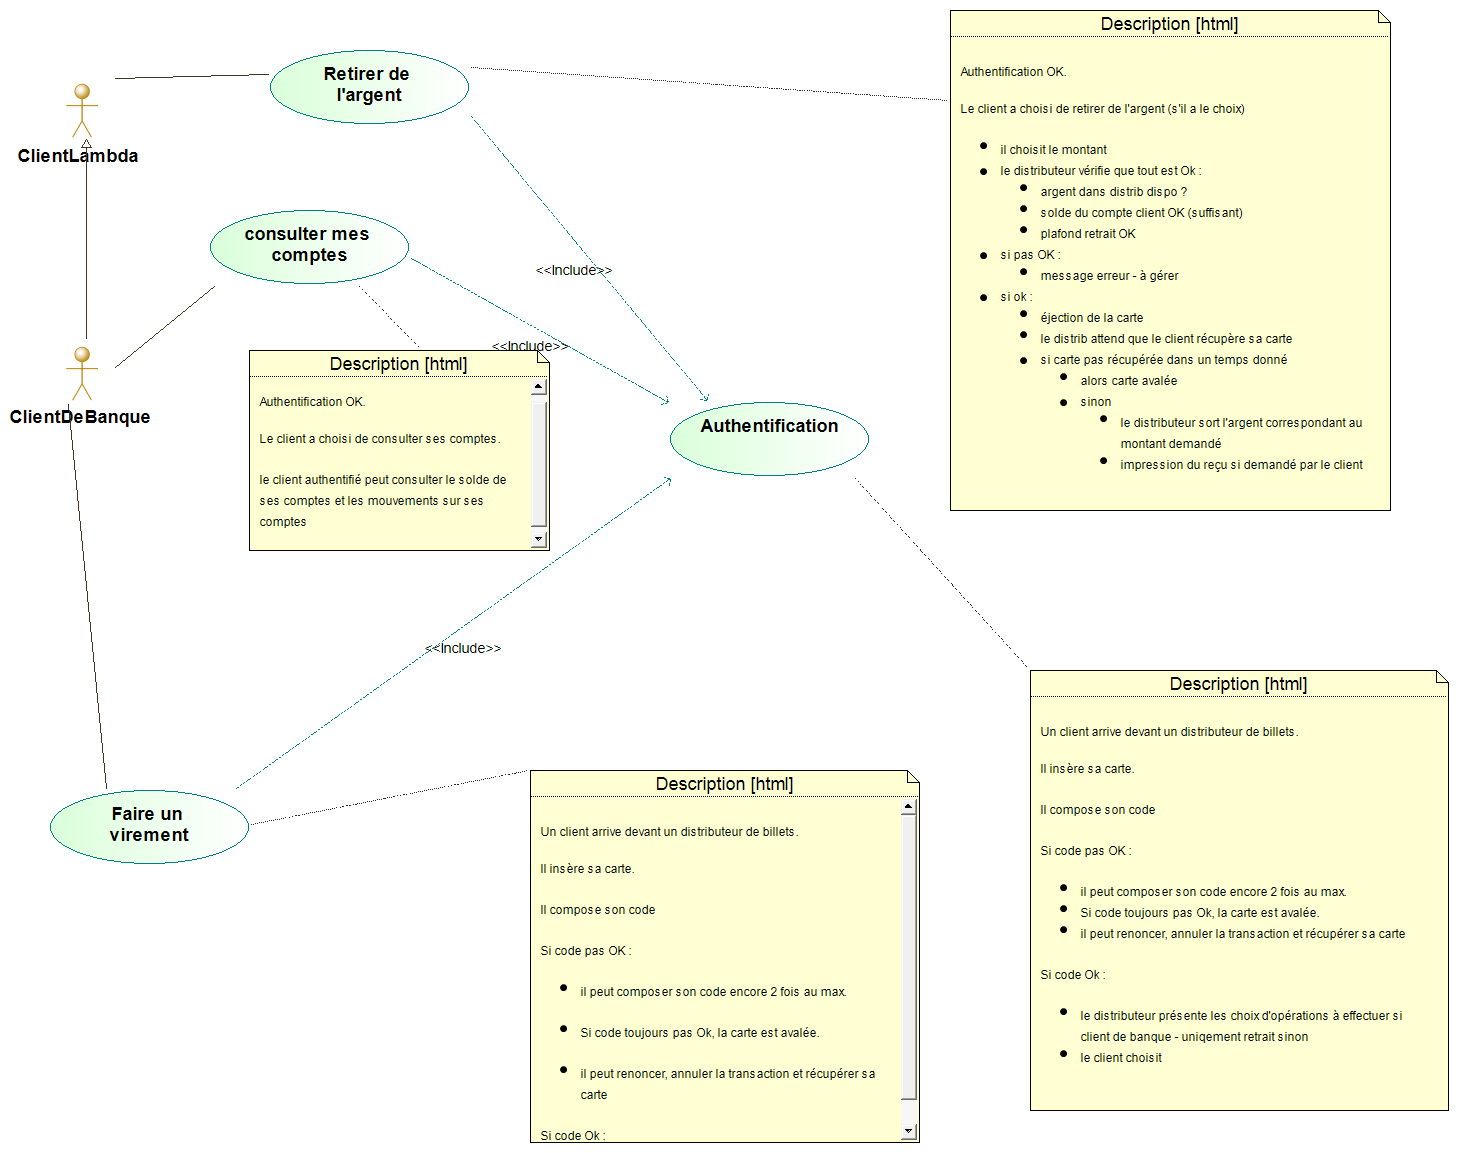 Description [html]
Authentification OK.
Le client a choisi de retirer de l'argent (s'il a le choix)
il choisit le montant
le distributeur vérifie que tout est Ok :
argent dans distrib dispo ?
solde du compte client OK (suffisant)
plafond retrait OK
si pas OK :
message erreur - à gérer
si ok :
éjection de la carte
le distrib attend que le client récupère sa carte
si carte pas récupérée dans un temps donné
alors carte avalée
sinon
le distributeur sort l'argent correspondant au
montant demandé
impression du reçu si demandé par le client
Retirer de
l'argent
ClientLambda
consulter mes
comptes
<<Include>>
<<Include>>
Description [html]
Authentification OK.
Le client a choisi de consulter ses comptes.
le client authentifié peut consulter le solde de
ses comptes et les mouvements sur ses
comptes
ClientDeBanque
Authentification
<<Include>>
Description [html]
Un client arrive devant un distributeur de billets.
Il insère sa carte.
Il compose son code
Si code pas OK :
il peut composer son code encore 2 fois au max.
Si code toujours pas Ok, la carte est avalée.
il peut renoncer, annuler la transaction et récupérer sa carte
Si code Ok :
le distributeur présente les choix d'opérations à effectuer si
client de banque - uniqement retrait sinon
le client choisit
Faire un
virement
Description [html]
Un client arrive devant un distributeur de billets.
Il insère sa carte.
Il compose son code
Si code pas OK :
il peut composer son code encore 2 fois au max.
Si code toujours pas Ok, la carte est avalée.
il peut renoncer, annuler la transaction et récupérer sa
carte
Si code Ok :